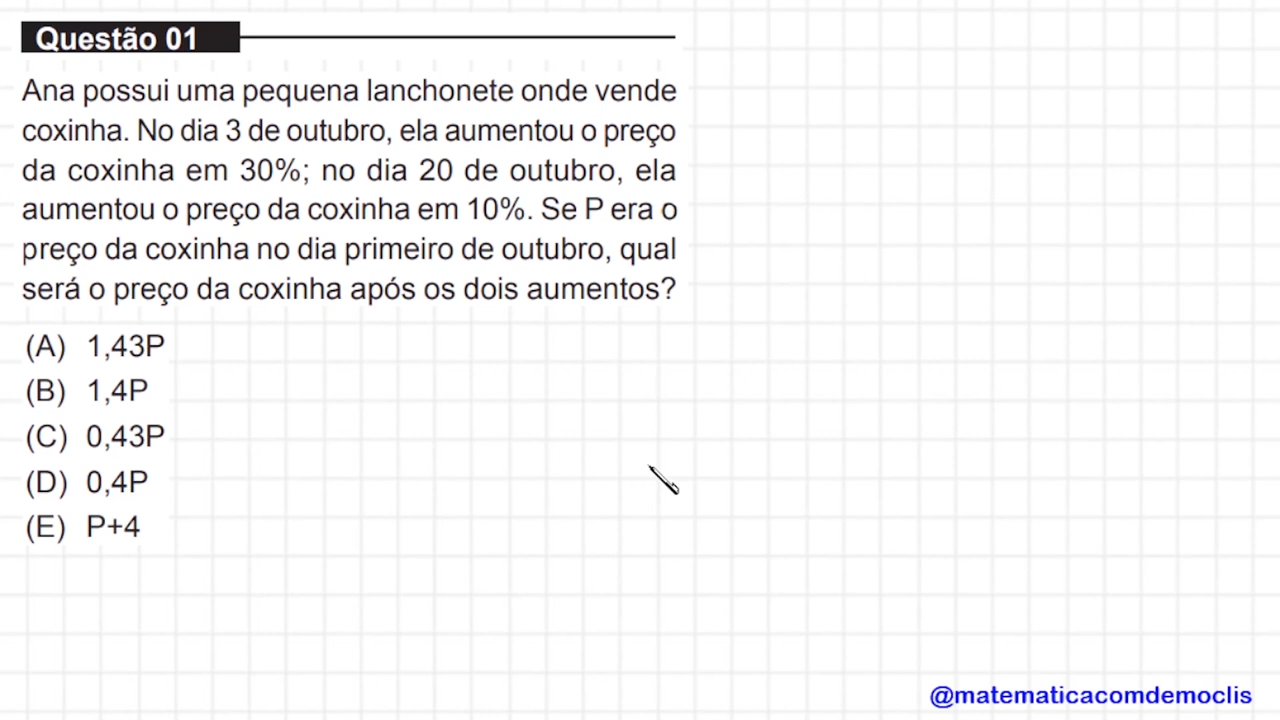 Questão 01
Ana possui uma pequena lanchonete onde vende
coxinha. No dia 3 de outubro, ela aumentou o preço
da coxinha em 30%; no dia 20 de outubro, ela
aumentou o preço da coxinha em 10%. Se P era o
preço da coxinha no dia primeiro de outubro, qual
será o preço da coxinha após os dois aumentos?
(A) 1,43P
(B) 1,4P
(C) 0,43P
(D) 0,4P
(E) P+4
@matematicacomdemoclis